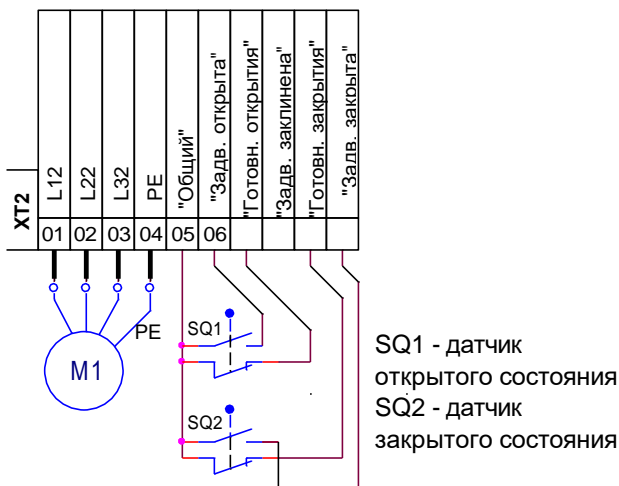 XT2
L12
L22
L32
PE
"Общий"
"Задв. открыта"
"Готовн. открытия"
"Задв. заклинена"
"Готовн. закрытия"
"Задв. закрыта"
01 02 03 04 05 06
PE
M1
SQ1
SQ2
SQ1 - датчик
открытого состояния
SQ2 - датчик
закрытого состояния